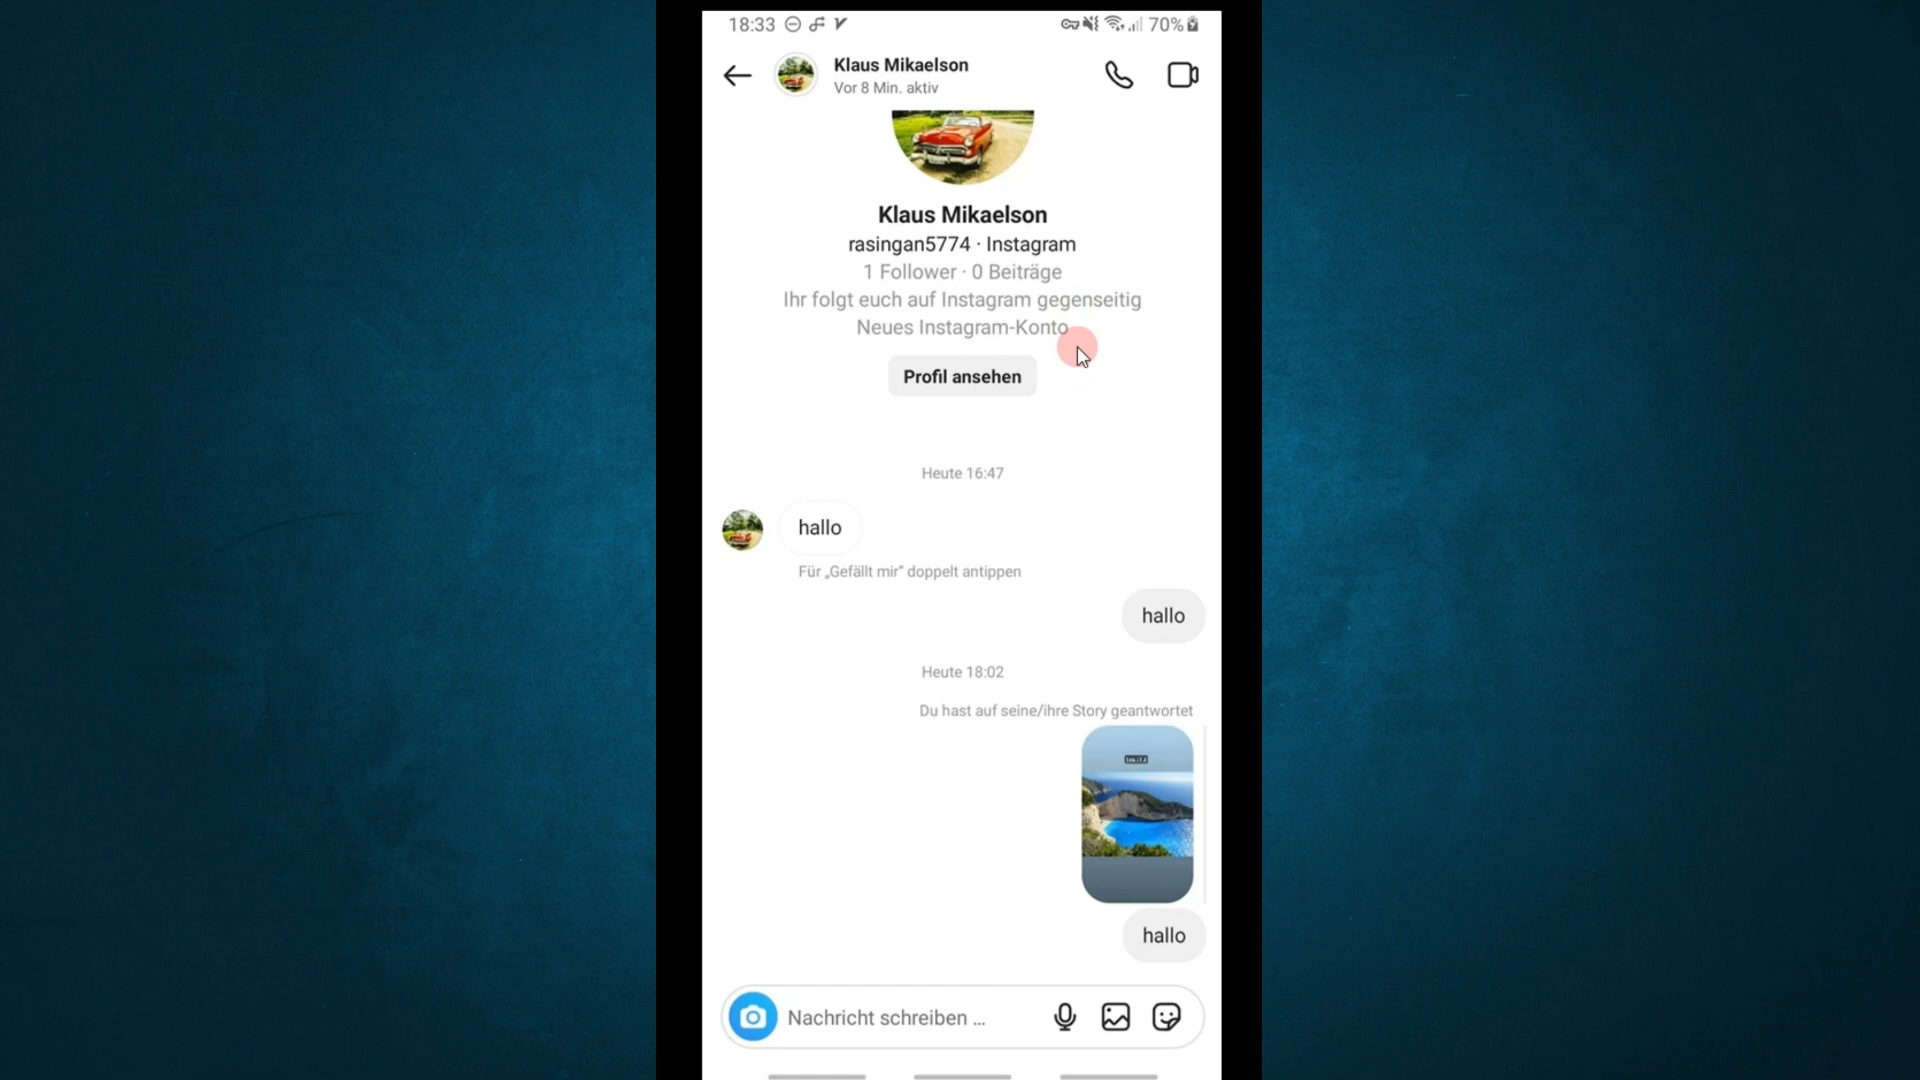 18:33
70%
Klaus Mikaelson
Vor 8 Min. aktiv
Klaus Mikaelson
rasingan5774 · Instagram
1 Follower · 0 Beiträge
Ihr folgt euch auf Instagram gegenseitig
Neues Instagram-Konto
Profil ansehen
Heute 16:47
hallo
Für „Gefällt mir“ doppelt antippen
hallo
Heute 18:02
Du hast auf seine/ihre Story geantwortet
hallo
Nachricht schreiben ...